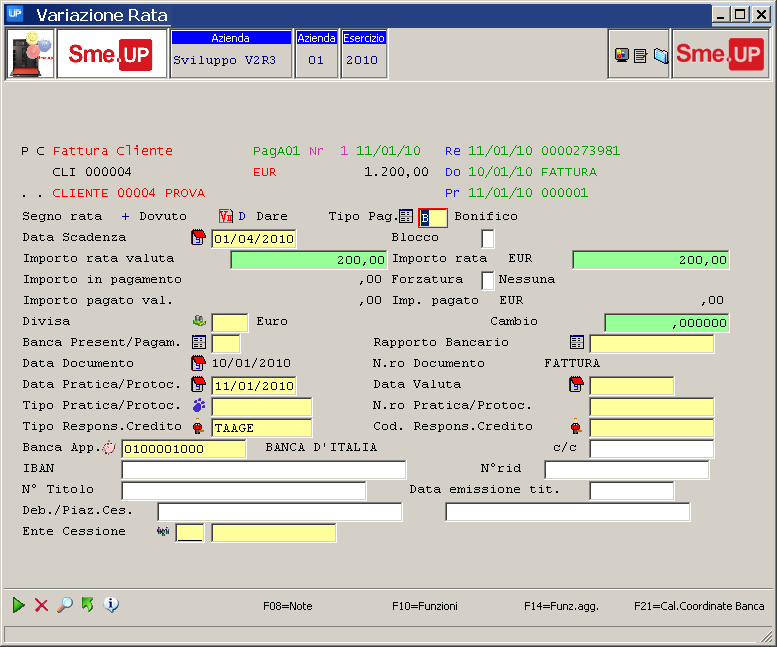 UP Variazione Rata
Sme.UP Azienda Azienda Esercizio Sme.UP
Sviluppo V2R3 01 2010
P C Fattura Cliente PagA01 Nr 1 11/01/10 Re 11/01/10 0000273981
CLI 000004 EUR 1.200,00 Do 10/01/10 FATTURA
. . CLIENTE 00004 PROVA Pr 11/01/10 000001
Segno rata + Dovuto D Dare Tipo Pag. B Bonifico
Data Scadenza 01/04/2010 Blocco
Importo rata valuta 200,00 Importo rata EUR 200,00
Importo in pagamento ,00 Forzatura Nessuna
Importo pagato val. ,00 Imp. pagato EUR ,00
Divisa Euro Cambio ,000000
Banca Present/Pagam. Rapporto Bancario
Data Documento 10/01/2010 N.ro Documento FATTURA
Data Pratica/Protoc. 11/01/2010 Data Valuta
Tipo Pratica/Protoc. N.ro Pratica/Protoc.
Tipo Respons.Credito TAAGE Cod. Respons.Credito
Banca App. 0100001000 BANCA D'ITALIA c/c
IBAN N°rid
N° Titolo Data emissione tit.
Deb./Piaz.Ces.
Ente Cessione
F08=Note F10=Funzioni F14=Funz.agg. F21=Cal.Coordinate Banca